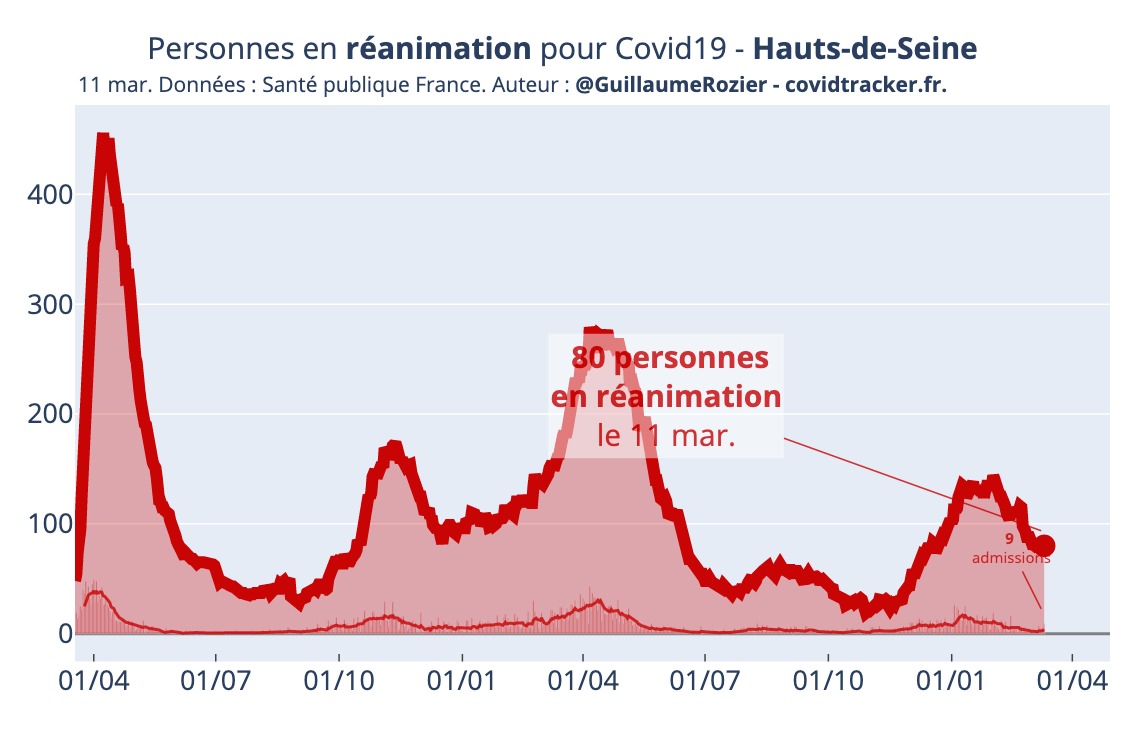 Personnes en réanimation pour Covid19 - Hauts-de-Seine
11 mar. Données : Santé publique France. Auteur : @GuillaumeRozier - covidtracker.fr.
400
300
200
100
0
80 personnes
en réanimation
le 11 mar.
9
admissions
01/04
01/07
01/10
01/01
01/04
01/07
01/10
01/01
01/04